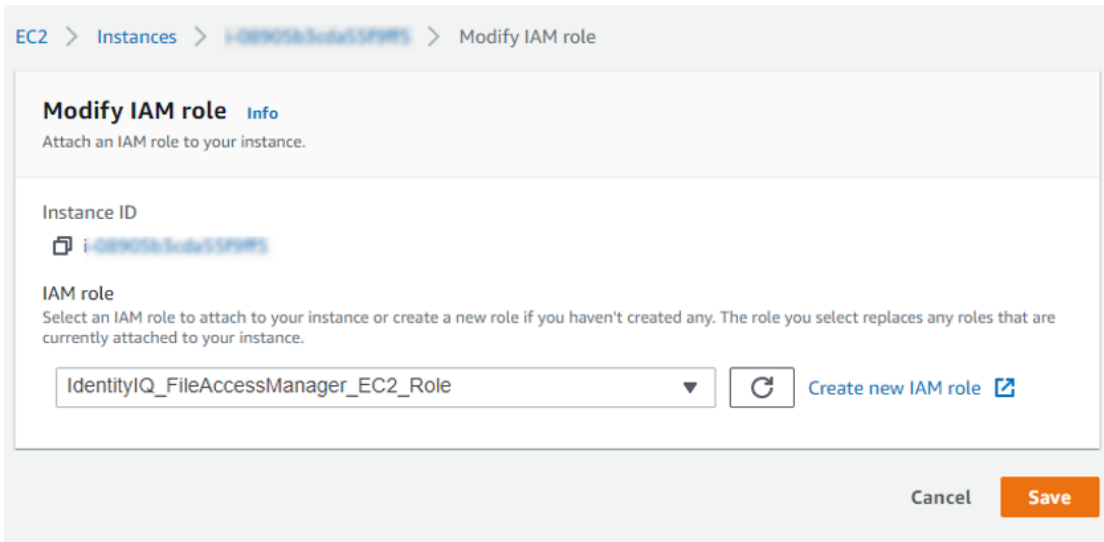 EC2 > Instances > > Modify IAM role
Modify IAM role Info
Attach an IAM role to your instance.
Instance ID
IAM role
Select an IAM role to attach to your instance or create a new role if you haven't created any. The role you select replaces any roles that are
currently attached to your instance.
IdentityIQ_FileAccessManager_EC2_Role Create new IAM role
Cancel Save